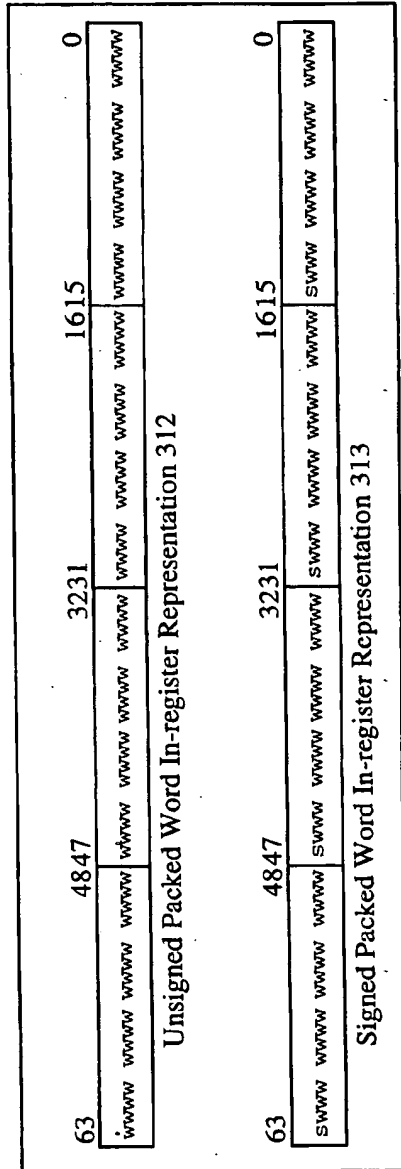 63 4847 3231 1615 0
wwww wwww wwww wwww wwww wwww wwww wwww wwww wwww wwww wwww wwww wwww wwww wwww
Unsigned Packed Word In-register Representation 312
63 4847 3231 1615 0
swww wwww wwww wwww swww wwww wwww wwww swww wwww wwww wwww swww wwww wwww wwww
Signed Packed Word In-register Representation 313